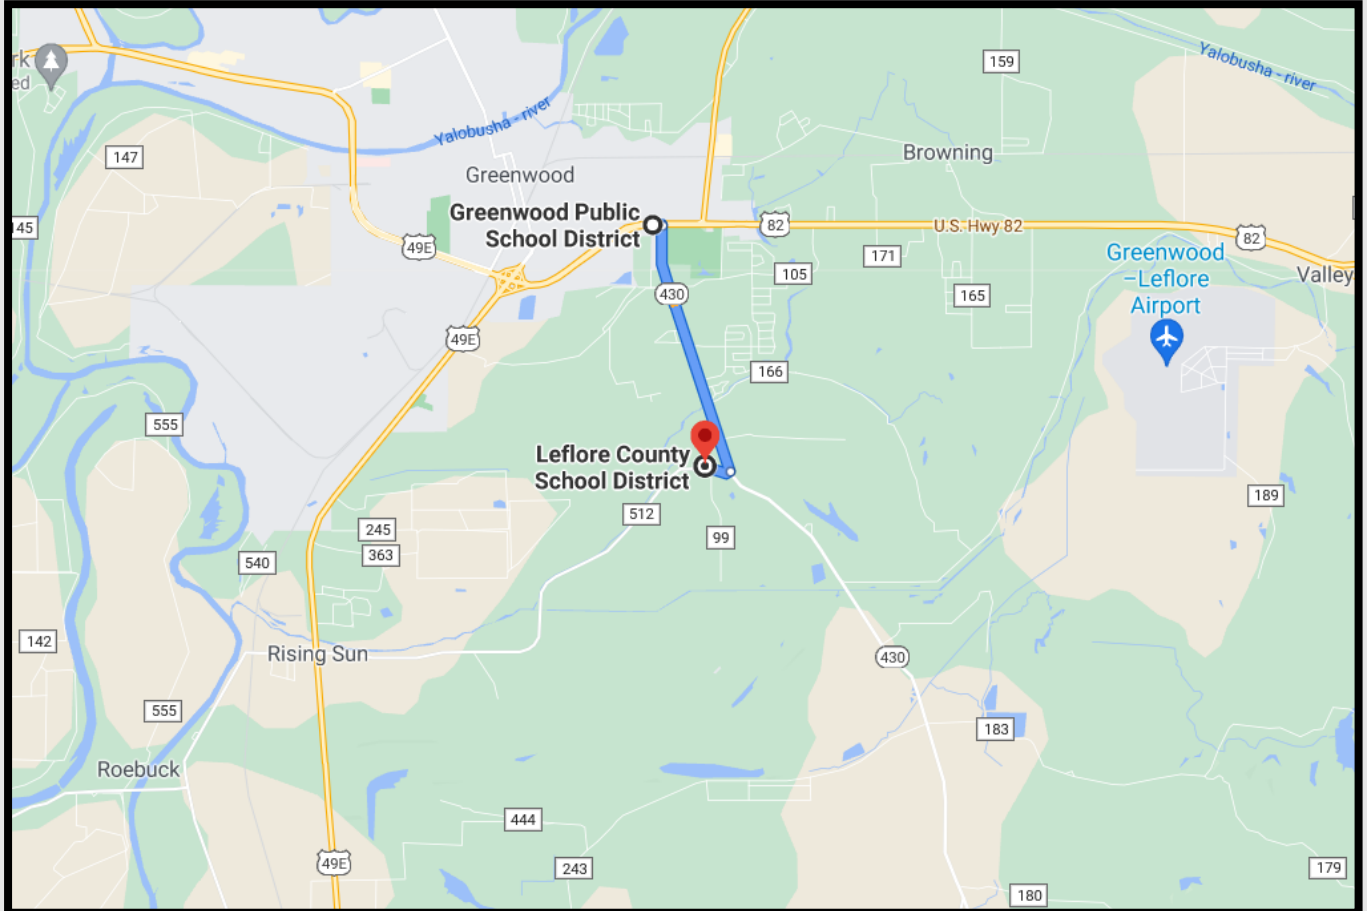 rk
ed
159
Yalobusha - river
Yalobusha - river
147
Browning
Greenwood
Greenwood Public
School District
45
49E
82
U.S. Hwy 82
82
171
105
165
Greenwood
–Leflore
Airport
Valley
430
49E
166
555
Leflore County
School District
189
512
99
245
363
540
142
Rising Sun
430
555
183
Roebuck
444
49E
243
179
180